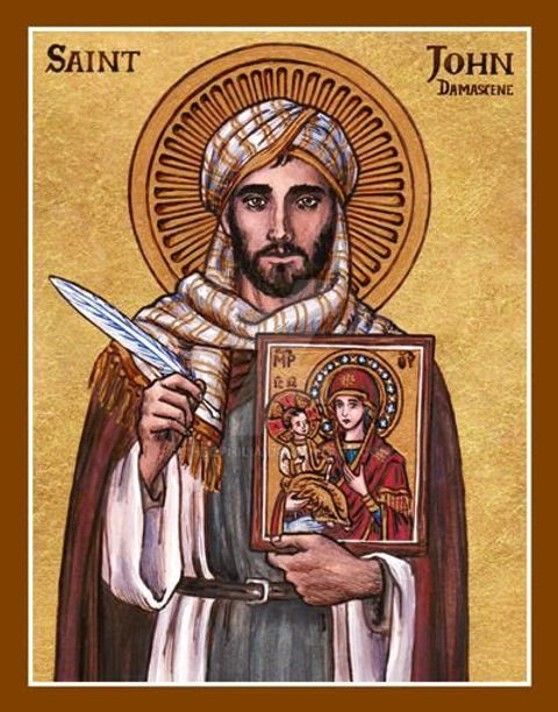 SAINT
JOHN
DAMASCENE
ΜΡ
ΘΥ